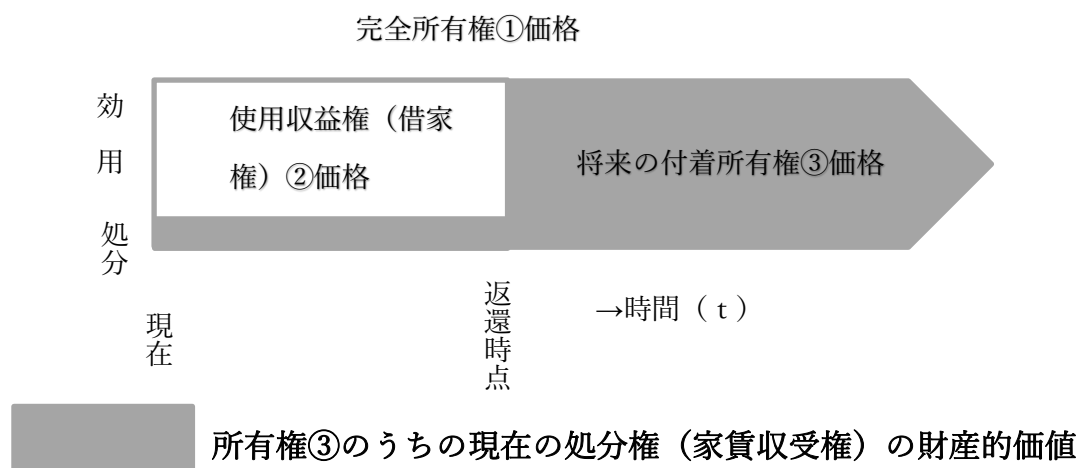 完全所有権①価格
効用
使用収益権（借家
権）②価格
将来の付着所有権③価格
処分
現在
返還時点
→時間（ｔ）
所有権③のうちの現在の処分権（家賃収受権）の財産的価値